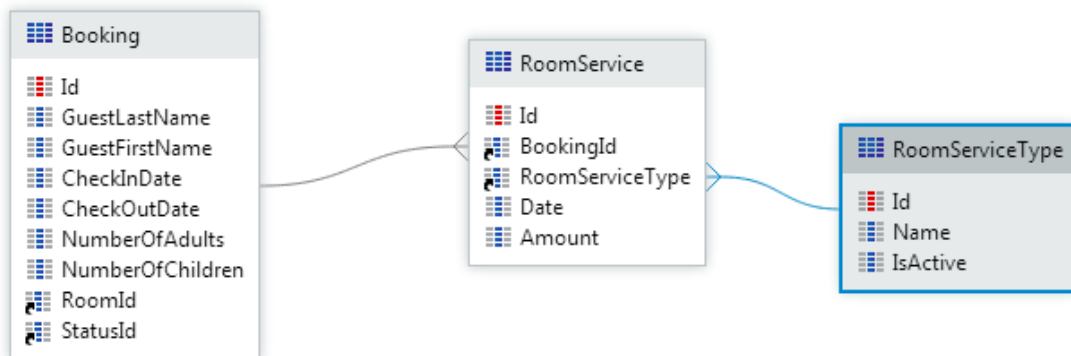 Booking
Id
GuestLastName
GuestFirstName
CheckInDate
CheckOutDate
NumberOfAdults
NumberOfChildren
RoomId
StatusId
RoomService
Id
BookingId
RoomServiceType
Date
Amount
RoomServiceType
Id
Name
IsActive